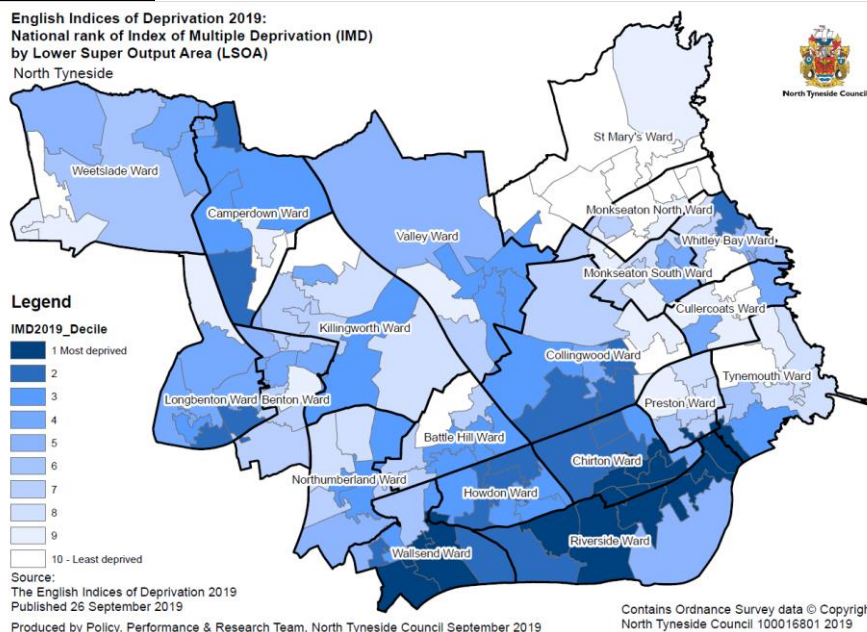 English Indices of Deprivation 2019:
National rank of Index of Multiple Deprivation (IMD)
by Lower Super Output Area (LSOA)
North Tyneside
North Tyneside Council
St Mary's Ward
Weetslade Ward
Camperdown Ward
Monkseaton North Ward
Valley Ward
Whitley Bay Ward
Monkseaton South Ward
Cullercoats Ward
Killingworth Ward
Collingwood Ward
Tynemouth Ward
Longbenton Ward
Benton Ward
Preston Ward
Battle Hill Ward
Chirton Ward
Northumberland Ward
Howdon Ward
Riverside Ward
Wallsend Ward
Legend
IMD2019_Decile
1 Most deprived
2
3
4
5
6
7
8
9
10 - Least deprived
Source:
The English Indices of Deprivation 2019
Published 26 September 2019
Produced by Policy, Performance & Research Team, North Tyneside Council September 2019
Contains Ordnance Survey data © Copyright
North Tyneside Council 100016801 2019